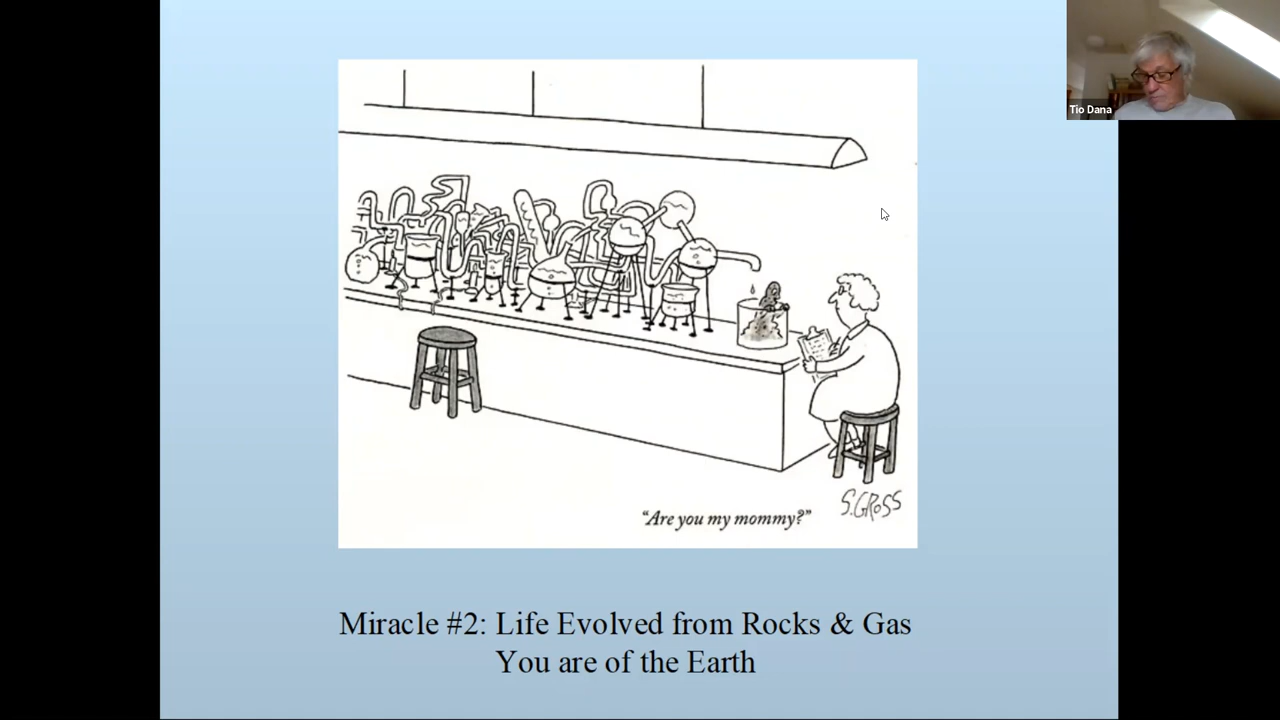 Tio Dana
"Are you my mommy?"
S.GROSS
Miracle #2: Life Evolved from Rocks & Gas
You are of the Earth